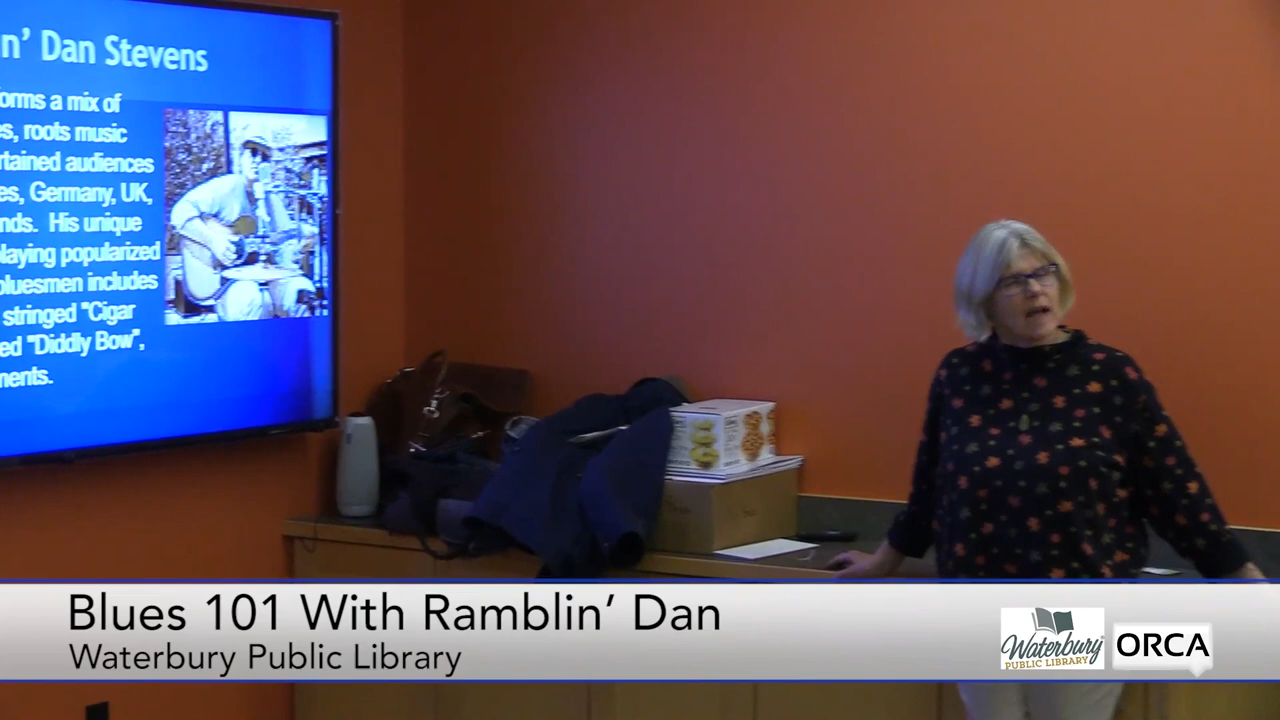 n’ Dan Stevens
orms a mix of
es, roots music
rtained audiences
es, Germany, UK,
nds. His unique
laying popularized
bluesmen includes
stringed "Cigar
ed "Diddly Bow",
ments.
Blues 101 With Ramblin’ Dan
Waterbury Public Library
Waterbury
PUBLIC LIBRARY
ORCA